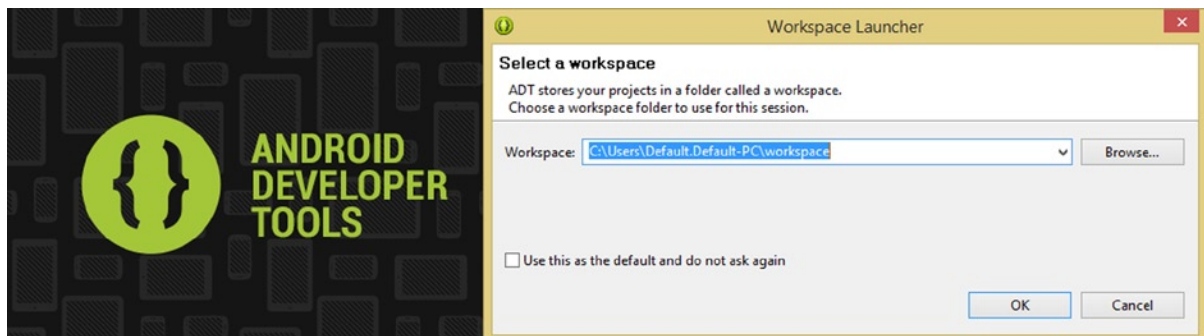 ANDROID
DEVELOPER
TOOLS
Workspace Launcher
Select a workspace
ADT stores your projects in a folder called a workspace.
Choose a workspace folder to use for this session.
Workspace: C:\Users\Default.Default-PC\workspace Browse...
Use this as the default and do not ask again
OK Cancel